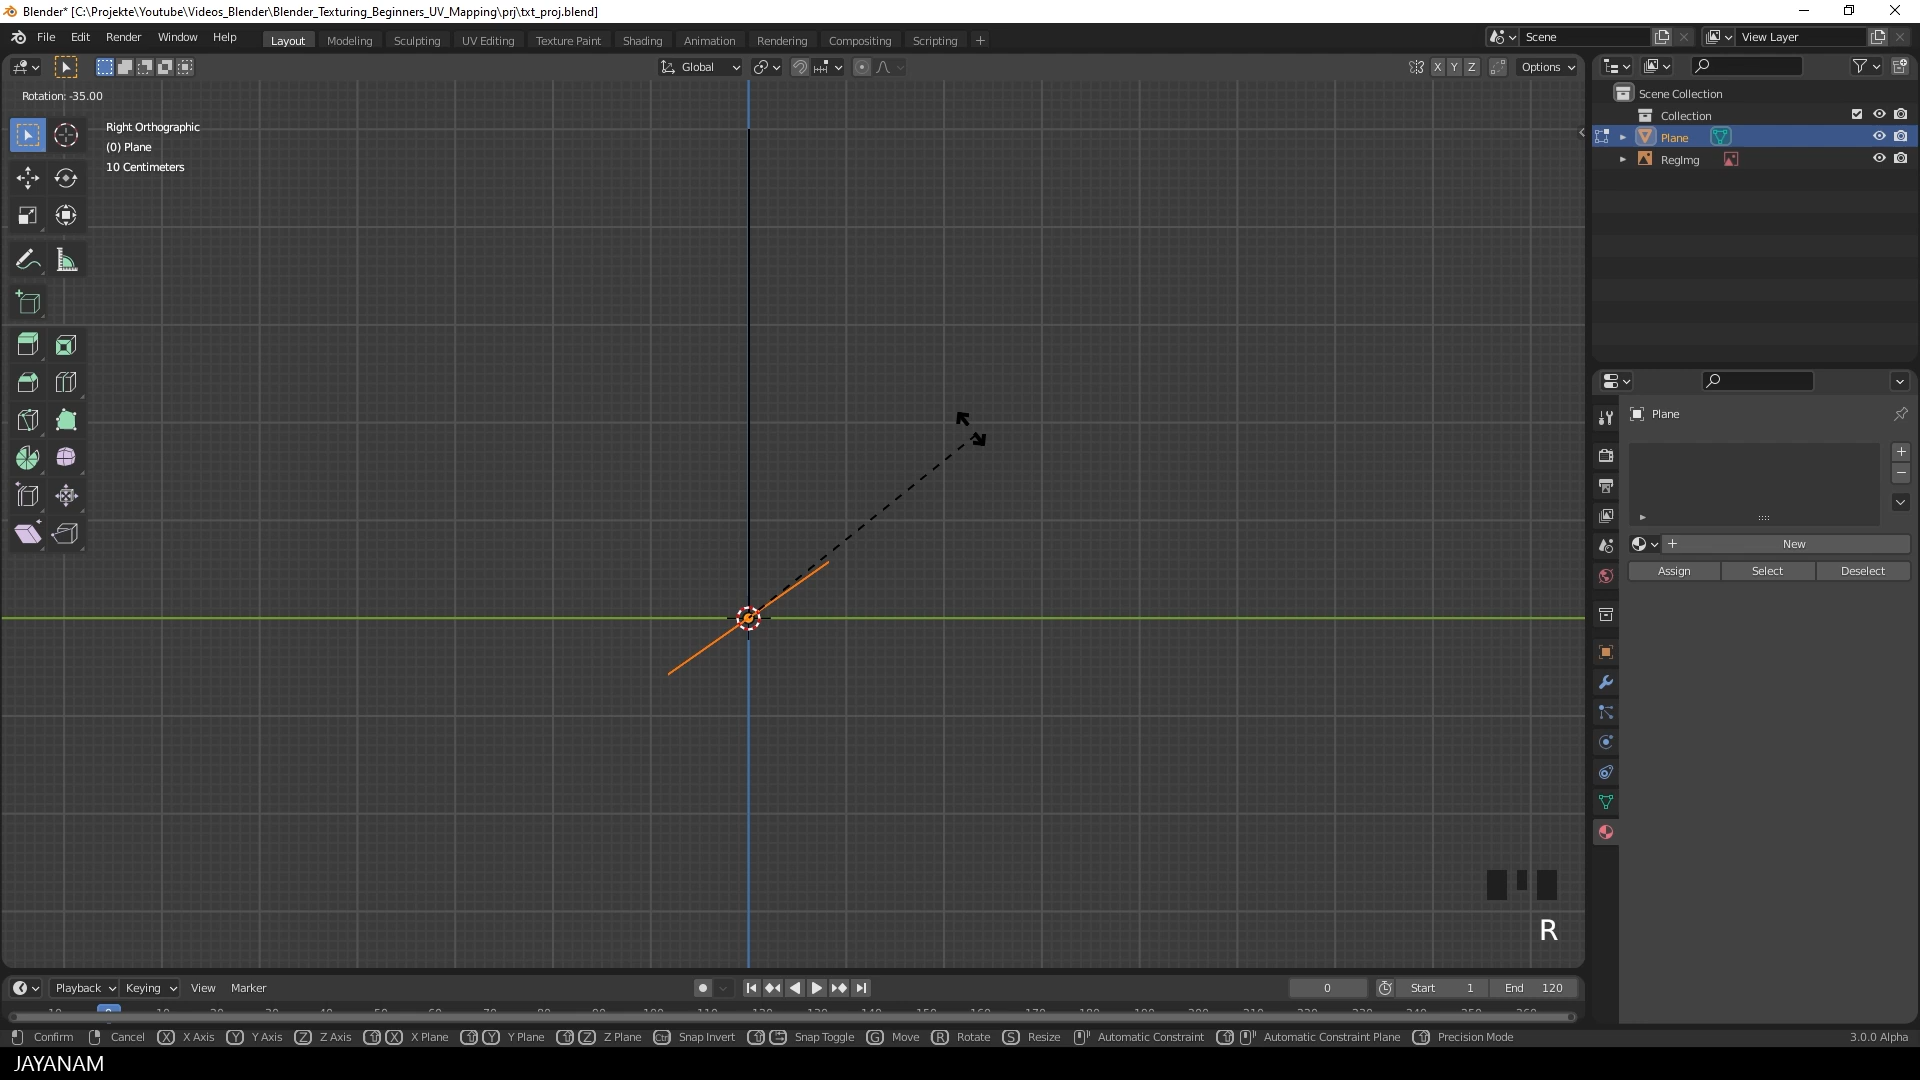 Blender* [C:\Projekte\Youtube\Videos_Blender\Blender_Texturing_Beginners_UV_Mapping\prj\txt_proj.blend]
File Edit Render Window Help Layout Modeling Sculpting UV Editing Texture Paint Shading Animation Rendering Compositing Scripting + Scene View Layer
Global X Y Z Options
Rotation: -35.00
Right Orthographic
(0) Plane
10 Centimeters
Scene Collection
Collection
Plane
RegImg
Plane
New
Assign Select Deselect
R
Playback Keying View Marker 0 Start 1 End 120
Confirm Cancel X X Axis Y Y Axis Z Z Axis X X Plane Y Y Plane Z Z Plane Ctrl Snap Invert Snap Toggle G Move R Rotate S Resize Automatic Constraint Automatic Constraint Plane Precision Mode 3.0.0 Alpha
JAYANAM